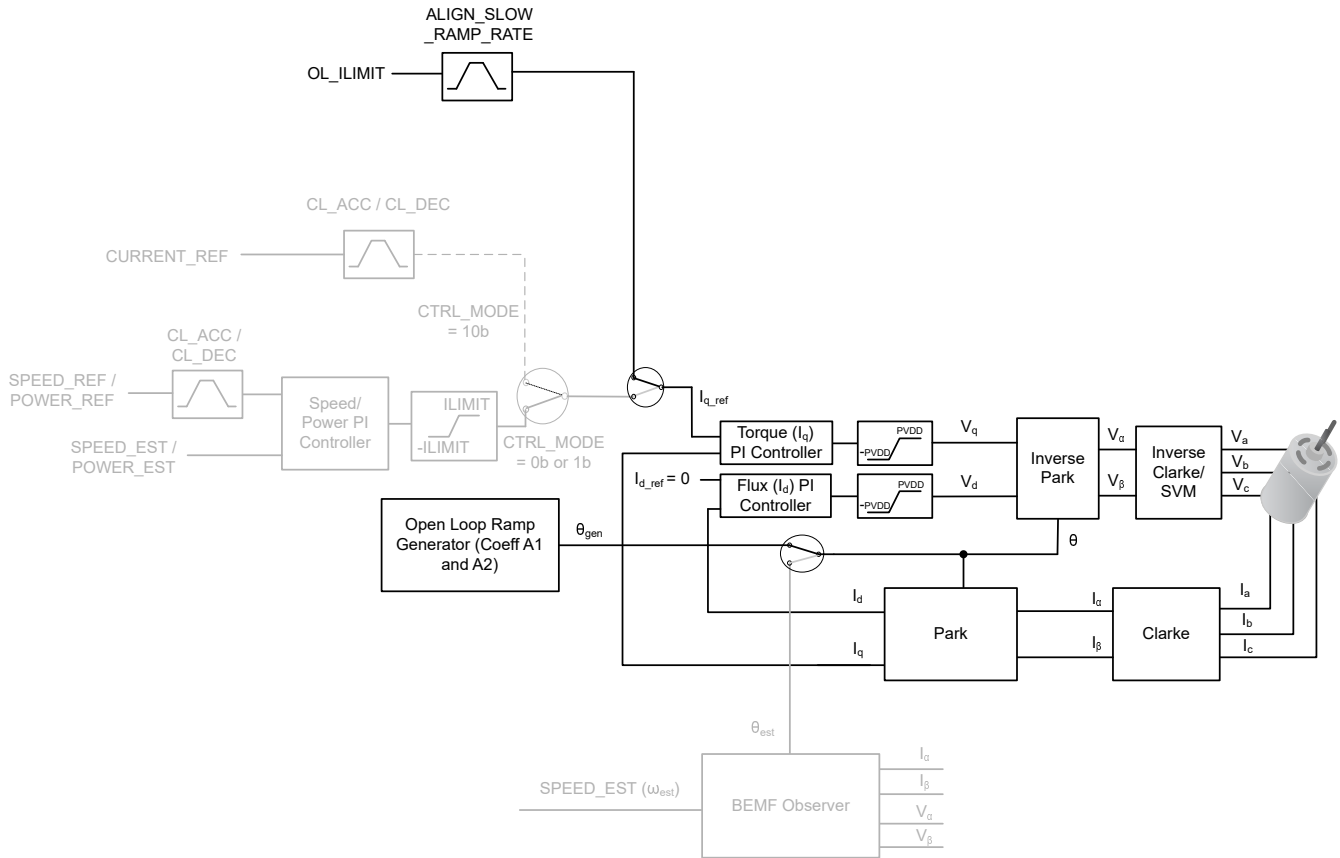 ALIGN_SLOW
_RAMP_RATE
OL_ILIMIT
CL_ACC / CL_DEC
CURRENT_REF
CTRL_MODE
= 10b
CL_ACC /
CL_DEC
SPEED_REF /
POWER_REF
Speed/
Power PI
Controller
ILIMIT
-ILIMIT
SPEED_EST /
POWER_EST
CTRL_MODE
= 0b or 1b
Iq_ref
Torque (Iq)
PI Controller
PVDD
-PVDD
Vq
Id_ref = 0
Flux (Id) PI
Controller
PVDD
-PVDD
Vd
Inverse
Park
Vα
Vβ
Inverse
Clarke/
SVM
Va
Vb
Vc
Open Loop Ramp
Generator (Coeff A1
and A2)
θgen
θ
Id
Iq
Park
Iα
Iβ
Clarke
Ia
Ib
Ic
θest
SPEED_EST (ωest)
BEMF Observer
Iα
Iβ
Vα
Vβ